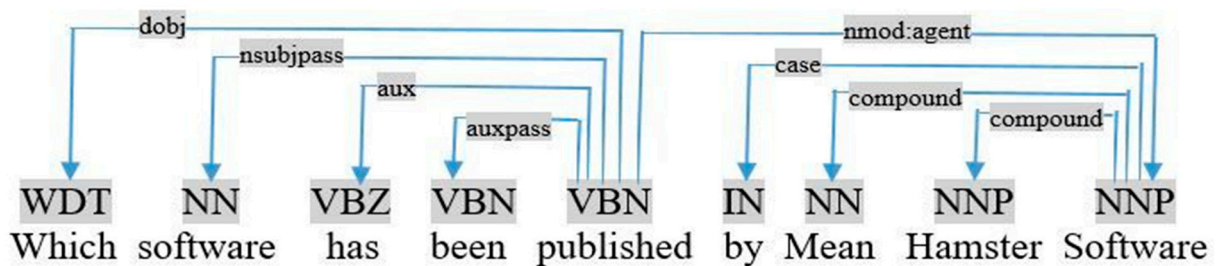 dobj nmod:agent
nsubjpass case
aux compound
auxpass compound
WDT NN VBZ VBN VBN IN NN NNP NNP
Which software has been published by Mean Hamster Software